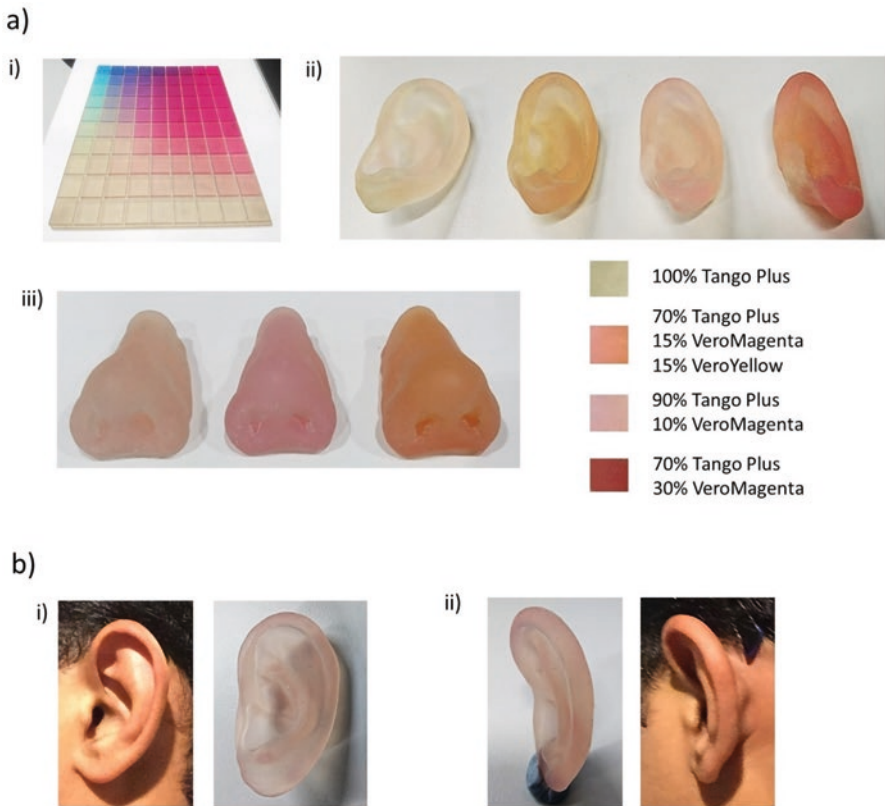 a)
i)
ii)
100% Tango Plus
iii)
70% Tango Plus
15% VeroMagenta
15% VeroYellow
90% Tango Plus
10% VeroMagenta
70% Tango Plus
30% VeroMagenta
b)
i)
ii)